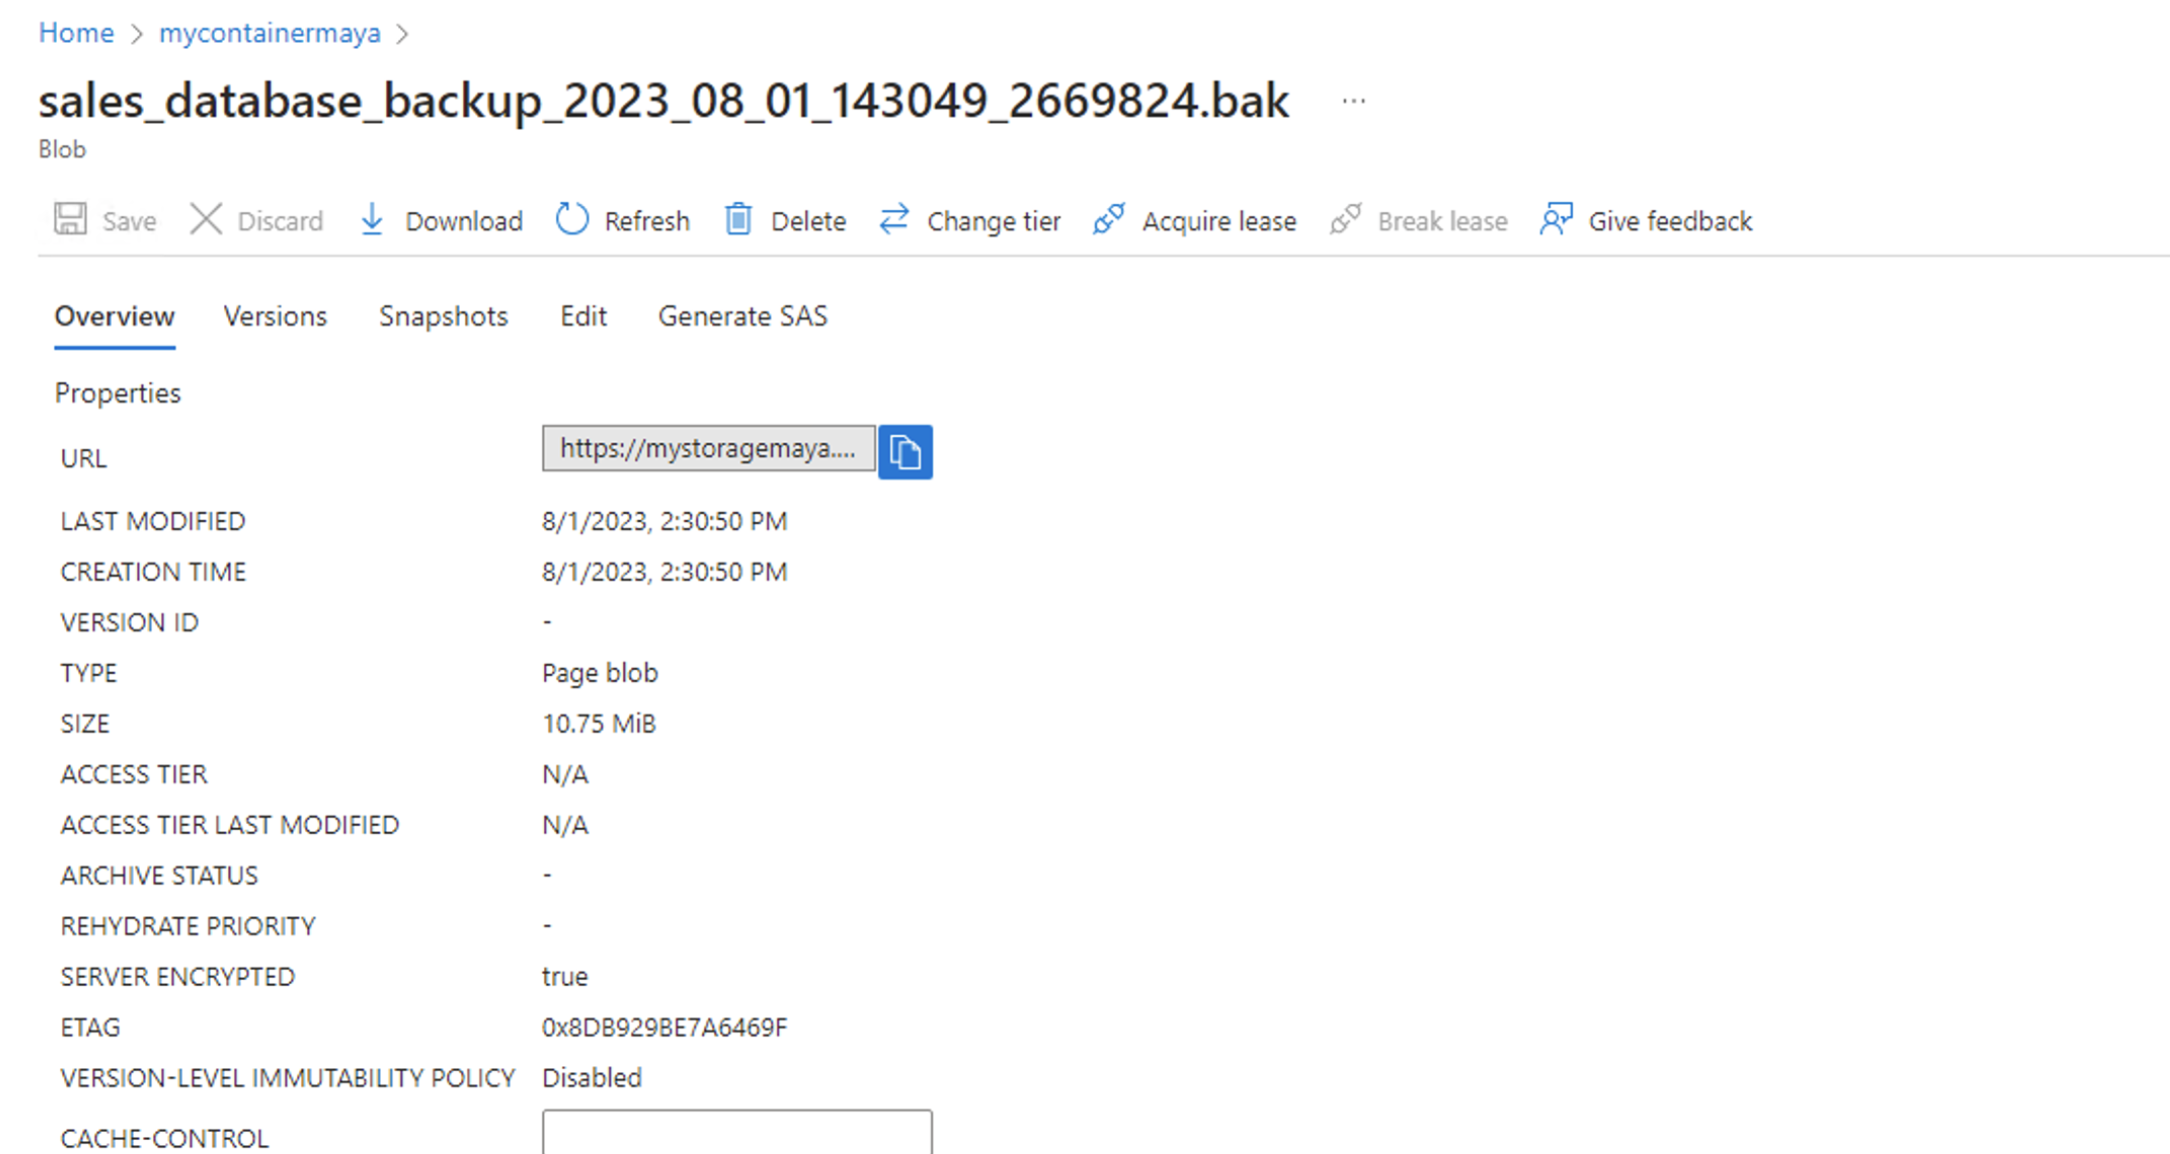 Home > mycontainermaya >
sales_database_backup_2023_08_01_143049_2669824.bak ...
Blob
Save Discard Download Refresh Delete Change tier Acquire lease Break lease Give feedback
Overview Versions Snapshots Edit Generate SAS
Properties
URL https://mystoragemaya....
LAST MODIFIED 8/1/2023, 2:30:50 PM
CREATION TIME 8/1/2023, 2:30:50 PM
VERSION ID -
TYPE Page blob
SIZE 10.75 MiB
ACCESS TIER N/A
ACCESS TIER LAST MODIFIED N/A
ARCHIVE STATUS -
REHYDRATE PRIORITY -
SERVER ENCRYPTED true
ETAG 0x8DB929BE7A6469F
VERSION-LEVEL IMMUTABILITY POLICY Disabled
CACHE-CONTROL